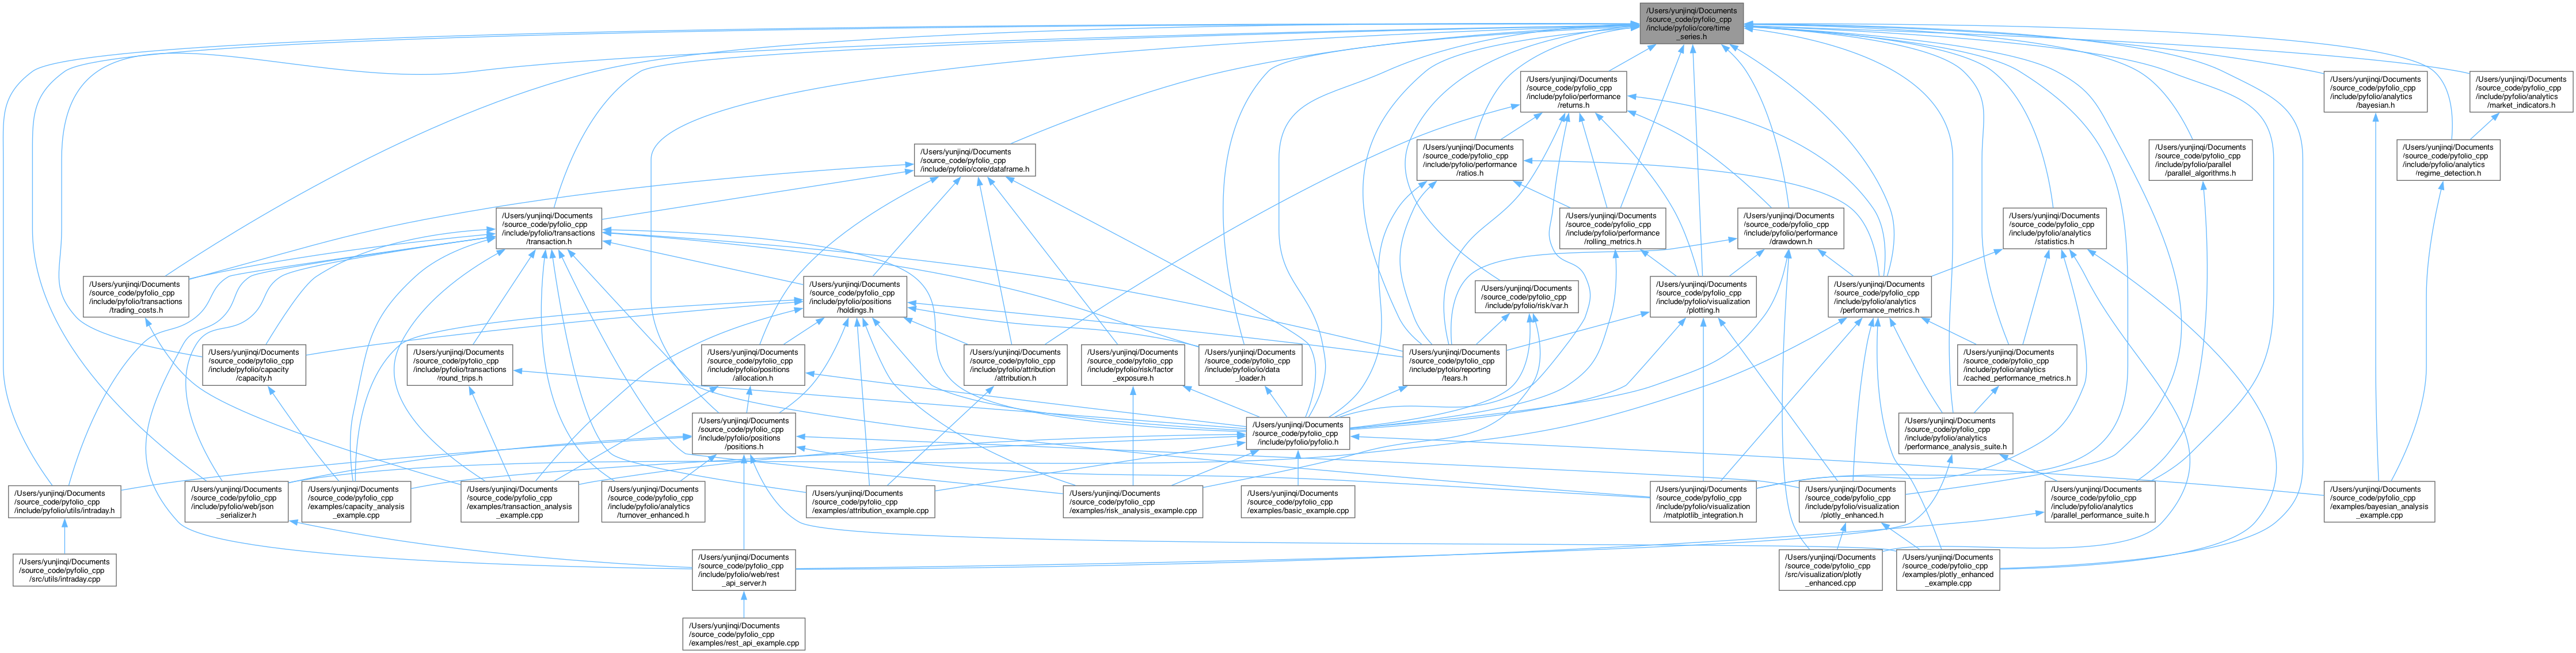 /Users/yunjinqi/Documents
/source_code/pyfolio_cpp
/include/pyfolio/core/time
_series.h
/Users/yunjinqi/Documents
/source_code/pyfolio_cpp
/include/pyfolio/performance
/returns.h
/Users/yunjinqi/Documents
/source_code/pyfolio_cpp
/include/pyfolio/analytics
/bayesian.h
/Users/yunjinqi/Documents
/source_code/pyfolio_cpp
/include/pyfolio/analytics
/market_indicators.h
/Users/yunjinqi/Documents
/source_code/pyfolio_cpp
/include/pyfolio/core/dataframe.h
/Users/yunjinqi/Documents
/source_code/pyfolio_cpp
/include/pyfolio/performance
/ratios.h
/Users/yunjinqi/Documents
/source_code/pyfolio_cpp
/include/pyfolio/parallel
/parallel_algorithms.h
/Users/yunjinqi/Documents
/source_code/pyfolio_cpp
/include/pyfolio/analytics
/regime_detection.h
/Users/yunjinqi/Documents
/source_code/pyfolio_cpp
/include/pyfolio/transactions
/transaction.h
/Users/yunjinqi/Documents
/source_code/pyfolio_cpp
/include/pyfolio/performance
/rolling_metrics.h
/Users/yunjinqi/Documents
/source_code/pyfolio_cpp
/include/pyfolio/performance
/drawdown.h
/Users/yunjinqi/Documents
/source_code/pyfolio_cpp
/include/pyfolio/analytics
/statistics.h
/Users/yunjinqi/Documents
/source_code/pyfolio_cpp
/include/pyfolio/transactions
/trading_costs.h
/Users/yunjinqi/Documents
/source_code/pyfolio_cpp
/include/pyfolio/positions
/holdings.h
/Users/yunjinqi/Documents
/source_code/pyfolio_cpp
/include/pyfolio/risk/var.h
/Users/yunjinqi/Documents
/source_code/pyfolio_cpp
/include/pyfolio/visualization
/plotting.h
/Users/yunjinqi/Documents
/source_code/pyfolio_cpp
/include/pyfolio/analytics
/performance_metrics.h
/Users/yunjinqi/Documents
/source_code/pyfolio_cpp
/include/pyfolio/capacity
/capacity.h
/Users/yunjinqi/Documents
/source_code/pyfolio_cpp
/include/pyfolio/transactions
/round_trips.h
/Users/yunjinqi/Documents
/source_code/pyfolio_cpp
/include/pyfolio/positions
/allocation.h
/Users/yunjinqi/Documents
/source_code/pyfolio_cpp
/include/pyfolio/attribution
/attribution.h
/Users/yunjinqi/Documents
/source_code/pyfolio_cpp
/include/pyfolio/risk/factor
_exposure.h
/Users/yunjinqi/Documents
/source_code/pyfolio_cpp
/include/pyfolio/io/data
_loader.h
/Users/yunjinqi/Documents
/source_code/pyfolio_cpp
/include/pyfolio/reporting
/tears.h
/Users/yunjinqi/Documents
/source_code/pyfolio_cpp
/include/pyfolio/analytics
/cached_performance_metrics.h
/Users/yunjinqi/Documents
/source_code/pyfolio_cpp
/include/pyfolio/positions
/positions.h
/Users/yunjinqi/Documents
/source_code/pyfolio_cpp
/include/pyfolio/pyfolio.h
/Users/yunjinqi/Documents
/source_code/pyfolio_cpp
/include/pyfolio/analytics
/performance_analysis_suite.h
/Users/yunjinqi/Documents
/source_code/pyfolio_cpp
/include/pyfolio/utils/intraday.h
/Users/yunjinqi/Documents
/source_code/pyfolio_cpp
/include/pyfolio/web/json
_serializer.h
/Users/yunjinqi/Documents
/source_code/pyfolio_cpp
/examples/capacity_analysis
_example.cpp
/Users/yunjinqi/Documents
/source_code/pyfolio_cpp
/examples/transaction_analysis
_example.cpp
/Users/yunjinqi/Documents
/source_code/pyfolio_cpp
/include/pyfolio/analytics
/turnover_enhanced.h
/Users/yunjinqi/Documents
/source_code/pyfolio_cpp
/examples/attribution_example.cpp
/Users/yunjinqi/Documents
/source_code/pyfolio_cpp
/examples/risk_analysis_example.cpp
/Users/yunjinqi/Documents
/source_code/pyfolio_cpp
/examples/basic_example.cpp
/Users/yunjinqi/Documents
/source_code/pyfolio_cpp
/include/pyfolio/visualization
/matplotlib_integration.h
/Users/yunjinqi/Documents
/source_code/pyfolio_cpp
/include/pyfolio/visualization
/plotly_enhanced.h
/Users/yunjinqi/Documents
/source_code/pyfolio_cpp
/include/pyfolio/analytics
/parallel_performance_suite.h
/Users/yunjinqi/Documents
/source_code/pyfolio_cpp
/examples/bayesian_analysis
_example.cpp
/Users/yunjinqi/Documents
/source_code/pyfolio_cpp
/src/utils/intraday.cpp
/Users/yunjinqi/Documents
/source_code/pyfolio_cpp
/include/pyfolio/web/rest
_api_server.h
/Users/yunjinqi/Documents
/source_code/pyfolio_cpp
/src/visualization/plotly
_enhanced.cpp
/Users/yunjinqi/Documents
/source_code/pyfolio_cpp
/examples/plotly_enhanced
_example.cpp
/Users/yunjinqi/Documents
/source_code/pyfolio_cpp
/examples/rest_api_example.cpp